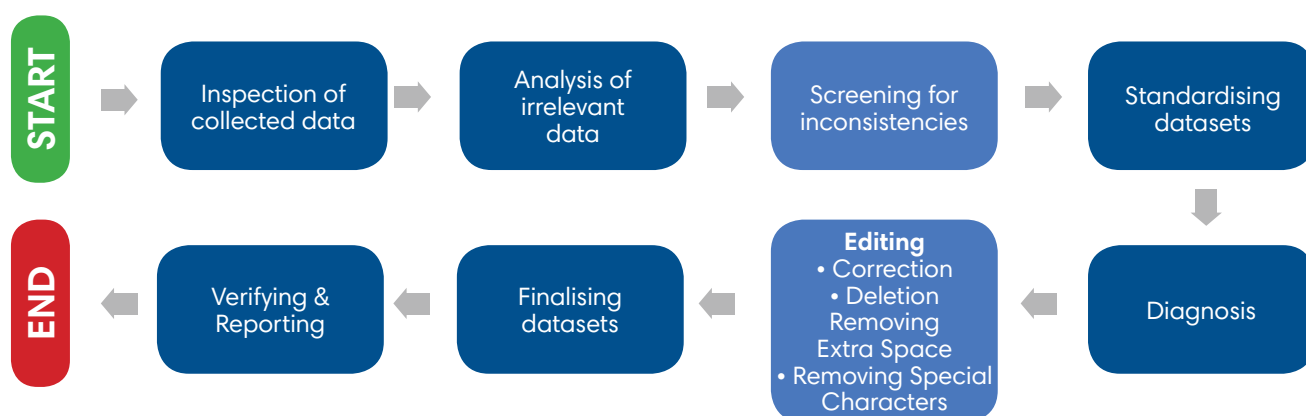 START
Inspection of
collected data
Analysis of
irrelevant
data
Screening for
inconsistencies
Standardising
datasets
Diagnosis
Editing
• Correction
• Deletion
Removing
Extra Space
• Removing Special
Characters
Finalising
datasets
Verifying &
Reporting
END